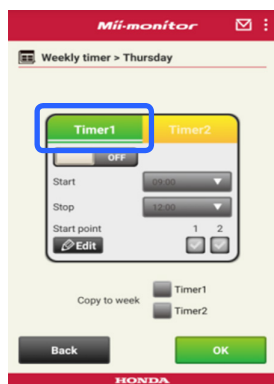 Mii-monitor
Weekly timer > Thursday
Timer1 Timer2
OFF
Start 09:00
Stop 12:00
Start point 1 2
Edit
Copy to week
Timer1
Timer2
Back OK
HONDA